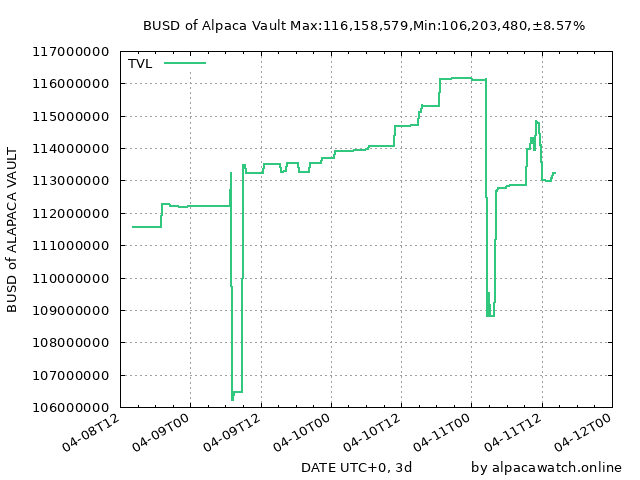 BUSD of Alpaca Vault Max:116,158,579,Min:106,203,480,±8.57%
TVL
BUSD of ALAPACA VAULT
117000000
116000000
115000000
114000000
113000000
112000000
111000000
110000000
109000000
108000000
107000000
106000000
04-08T12
04-09T00
04-09T12
04-10T00
04-10T12
04-11T00
04-11T12
04-12T00
DATE UTC+0, 3d
by alpacawatch.online